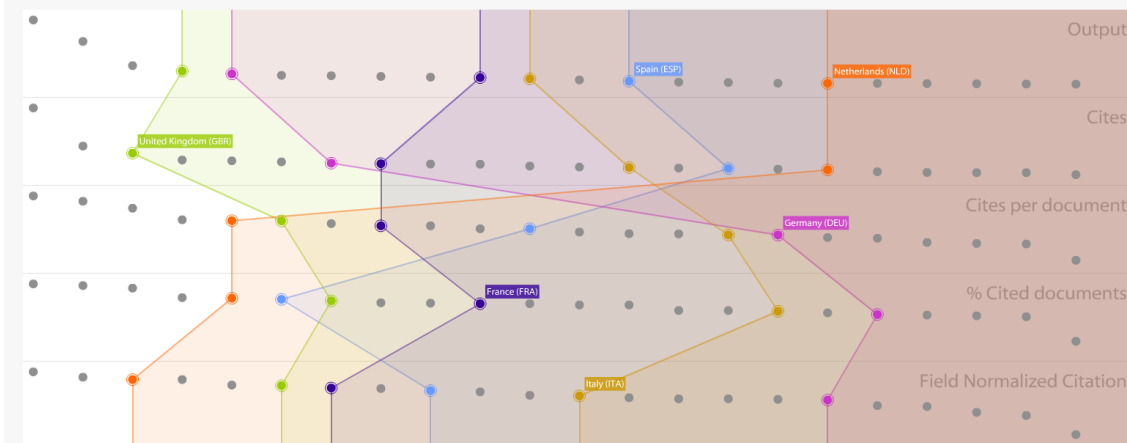 Output
Spain (ESP)
Netherlands (NLD)
Cites
United Kingdom (GBR)
Cites per document
Germany (DEU)
% Cited documents
France (FRA)
Field Normalized Citation
Italy (ITA)